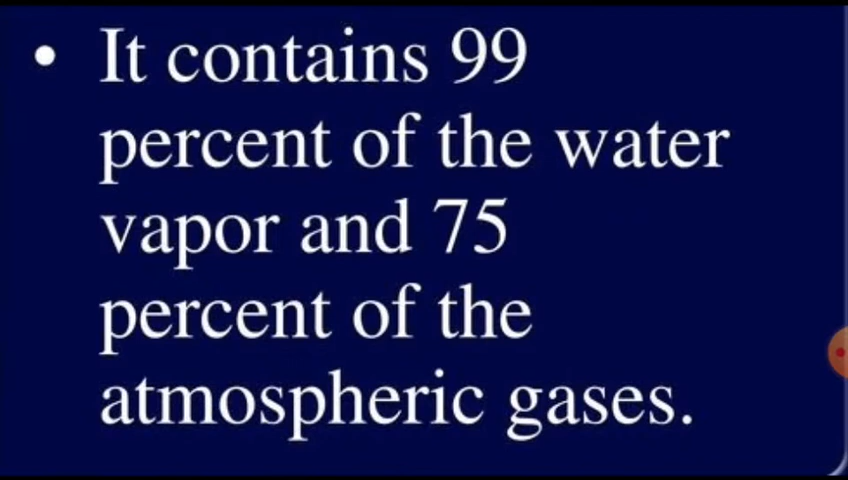 • It contains 99
percent of the water
vapor and 75
percent of the
atmospheric gases.